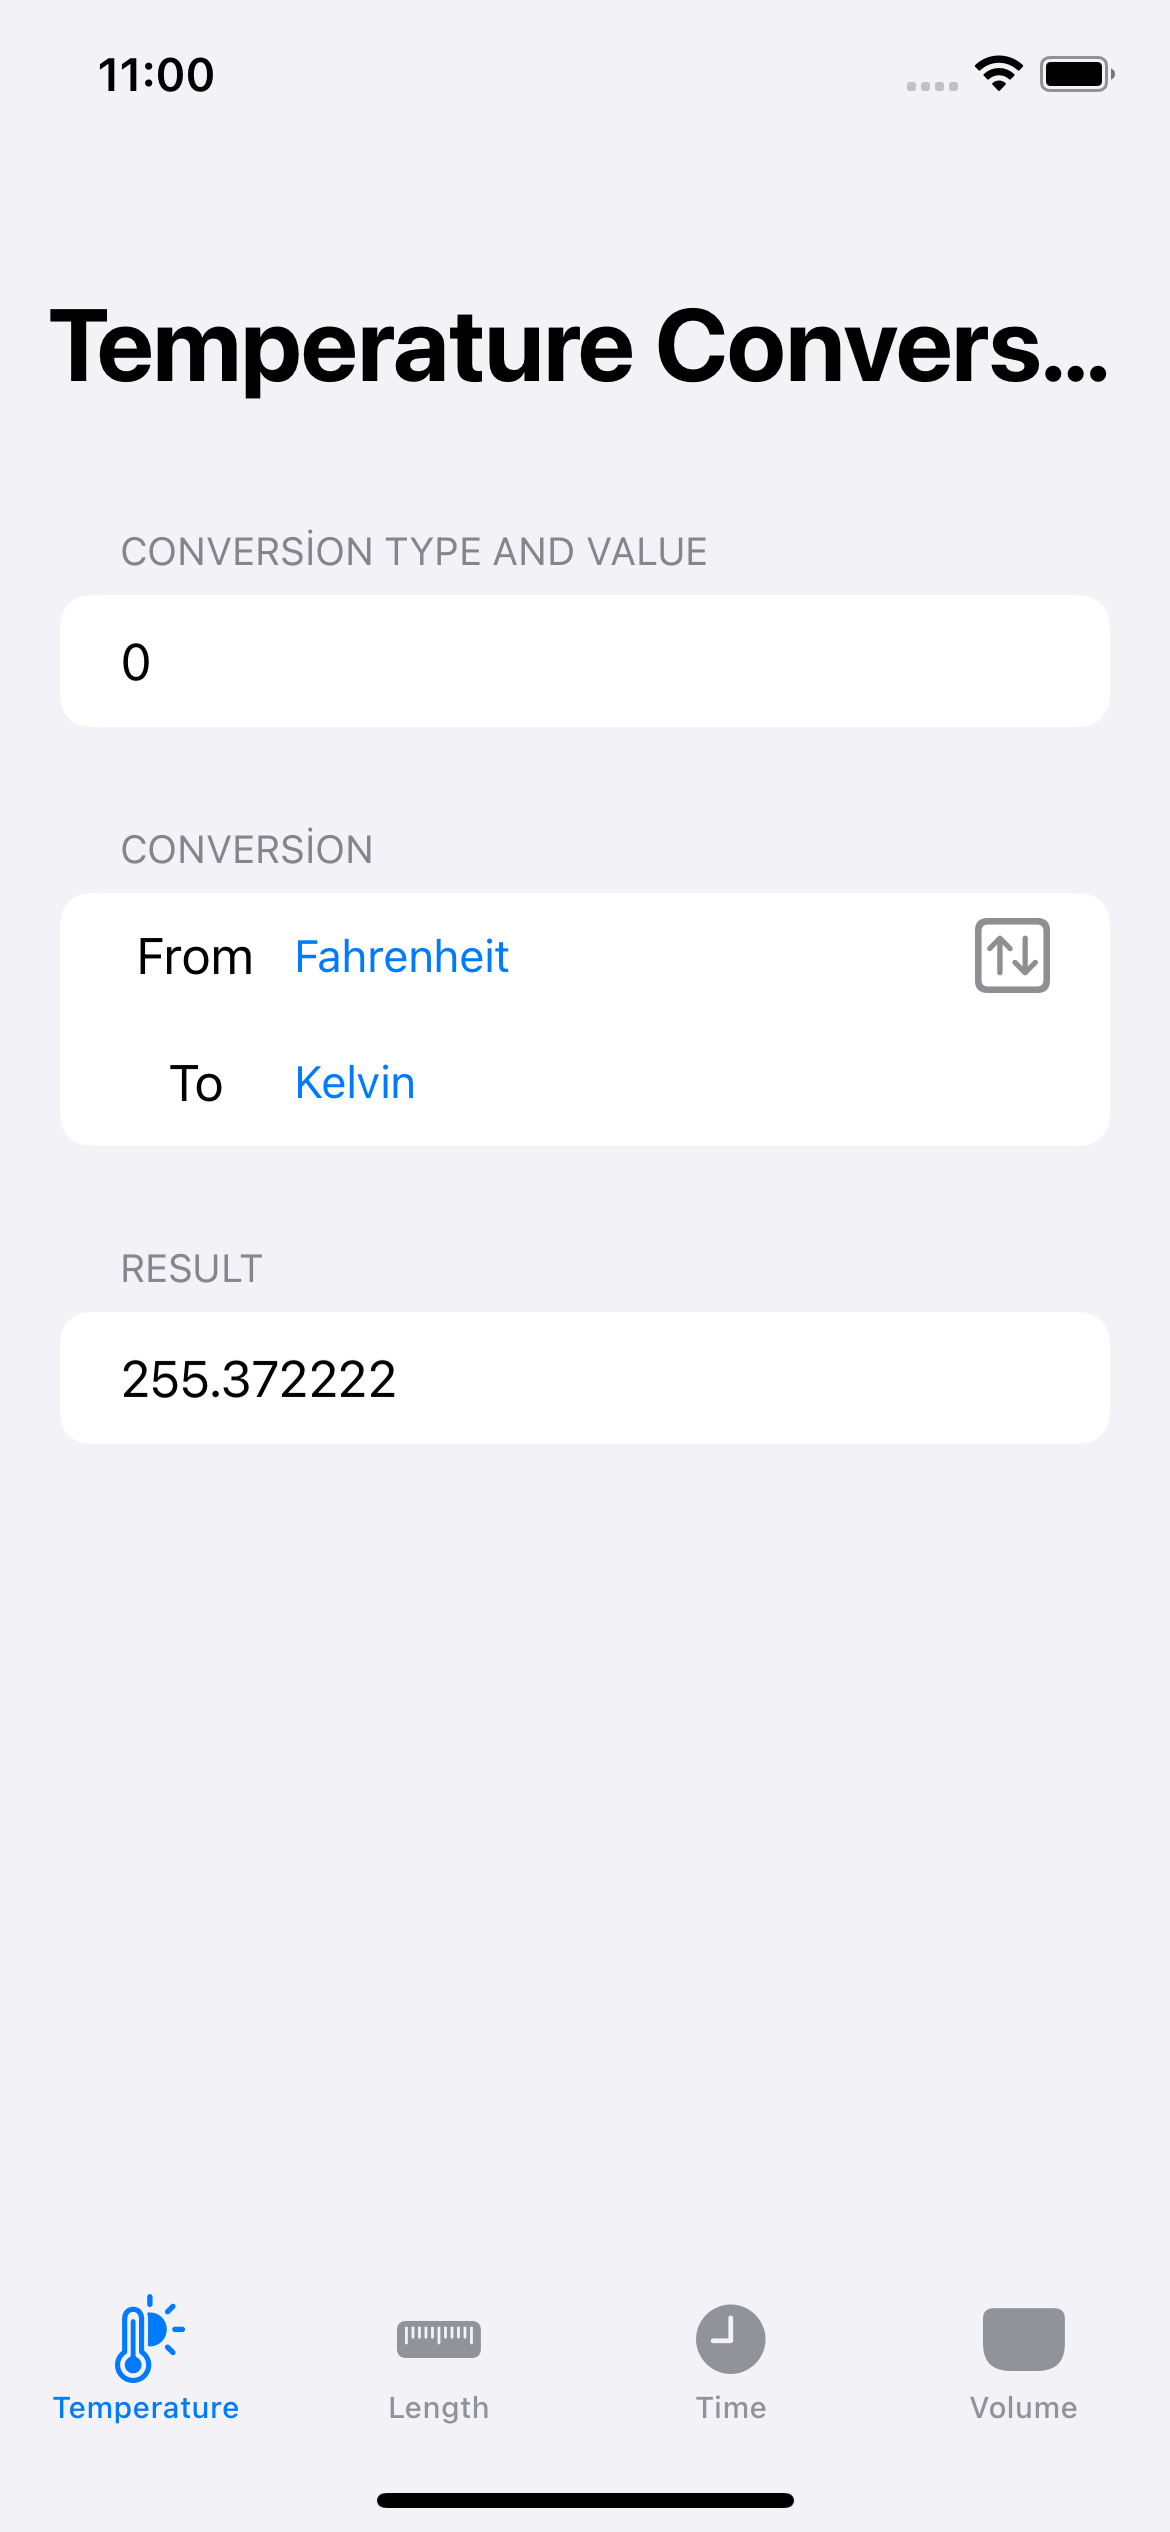 11:00
Temperature Convers...
CONVERSİON TYPE AND VALUE
0
CONVERSİON
From Fahrenheit
To Kelvin
RESULT
255.372222
Temperature Length Time Volume